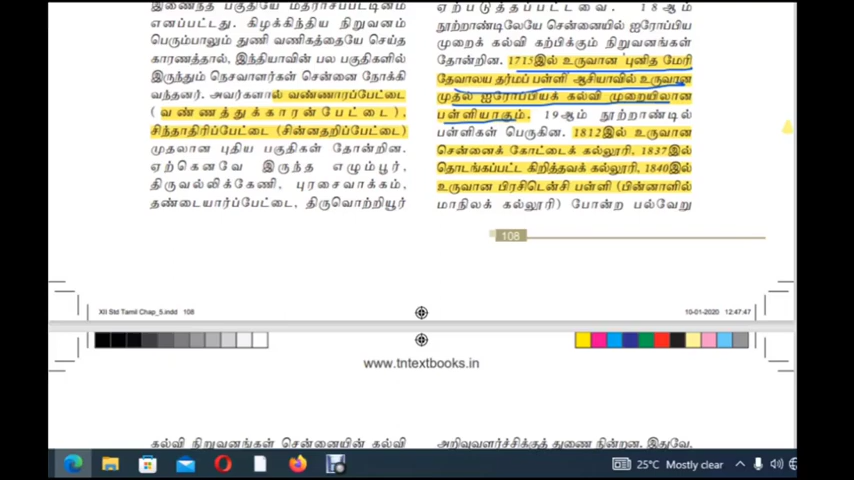 இணைந்த பகுதியே மதராசப்பட்டினம்
எனப்பட்டது. கிழக்கிந்திய நிறுவனம்
பெரும்பாலும் துணி வணிகத்தையே செய்த
காரணத்தால், இந்தியாவின் பல பகுதிகளில்
இருந்தும் நெசவாளர்கள் சென்னை நோக்கி
வந்தனர். அவர்களால் வண்ணாரப்பேட்டை
(வண்ணத்துக்காரன்பேட்டை),
சிந்தாதிரிப்பேட்டை (சின்னதறிப்பேட்டை)
முதலான புதிய பகுதிகள் தோன்றின.
ஏற்கெனவே இருந்த எழும்பூர்,
திருவல்லிக்கேணி, புரசைவாக்கம்,
தண்டையார்ப்பேட்டை, திருவொற்றியூர்
ஏற்படுத்தப்பட்டவை. 18ஆம்
நூற்றாண்டிலேயே சென்னையில் ஐரோப்பிய
முறைக் கல்வி கற்பிக்கும் நிறுவனங்கள்
தோன்றின. 1715இல் உருவான 'புனித மேரி
தேவாலய தர்மப் பள்ளி' ஆசியாவில் உருவான
முதல் ஐரோப்பியக் கல்வி முறையிலான
பள்ளியாகும். 19ஆம் நூற்றாண்டில்
பள்ளிகள் பெருகின. 1812இல் உருவான
சென்னைக் கோட்டைக் கல்லூரி, 1837இல்
தொடங்கப்பட்ட கிறித்தவக் கல்லூரி, 1840இல்
உருவான பிரசிடென்சி பள்ளி (பின்னாளில்
மாநிலக் கல்லூரி) போன்ற பல்வேறு
108
XII Std Tamil Chap_5.indd 108
10-01-2020 12:47:47
www.tntextbooks.in
கல்வி நிறுவனங்கள் சென்னையின் கல்வி
அறிவுவளர்ச்சிக்குத் துணை நின்றன. இதுவே,
25°C Mostly clear